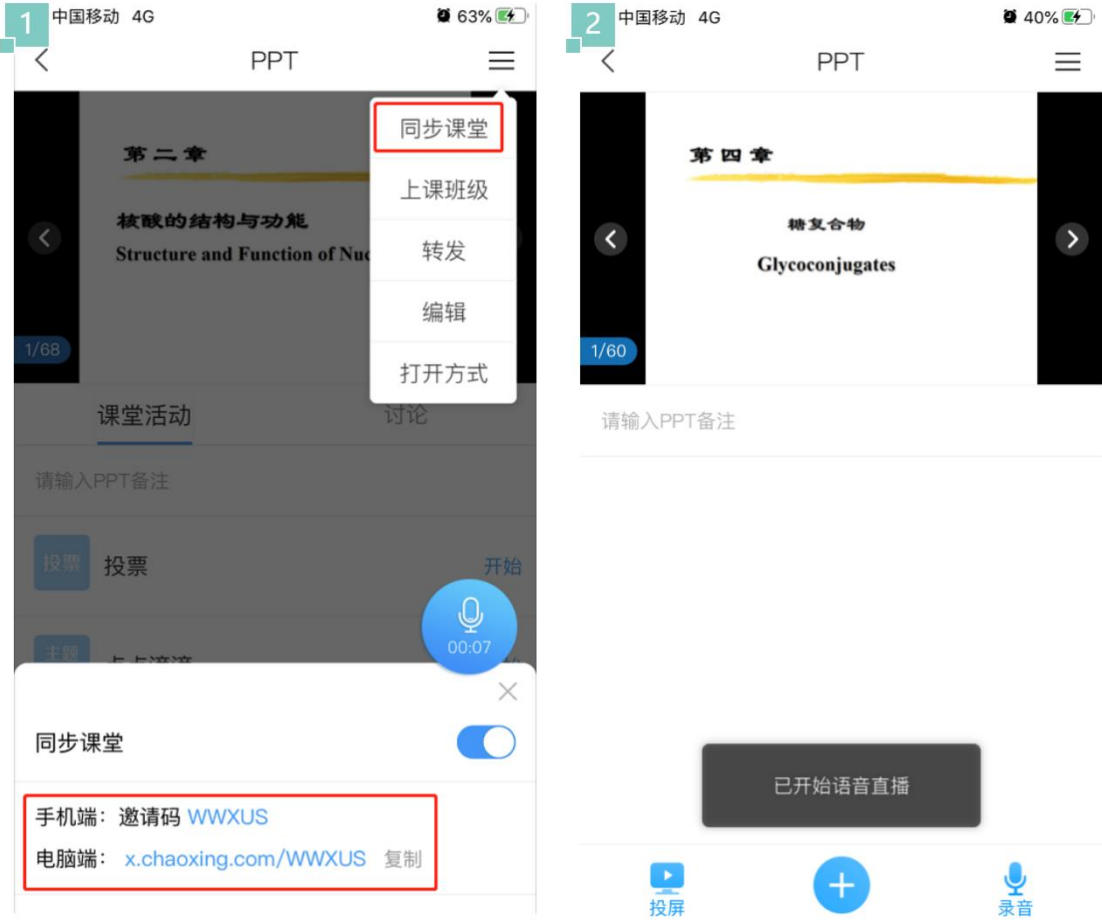 1
中国移动 4G
63%
PPT
同步课堂
上课班级
转发
编辑
打开方式
第二章
核酸的结构与功能
Structure and Function of Nuc
1/68
课堂活动
讨论
请输入PPT备注
投票
投票
开始
主题
00:07
同步课堂
手机端：邀请码 WWXUS
电脑端： x.chaoxing.com/WWXUS 复制
2
中国移动 4G
40%
PPT
第四章
糖复合物
Glycoconjugates
1/60
请输入PPT备注
已开始语音直播
投屏
录音